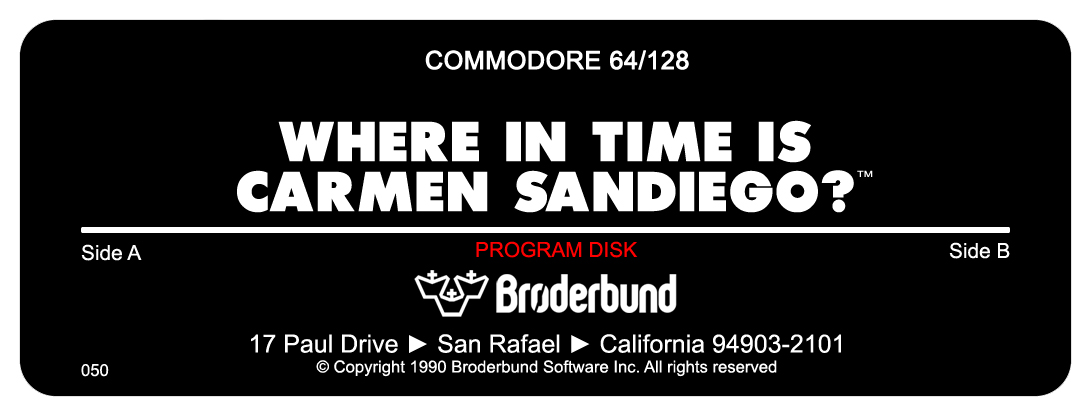 COMMODORE 64/128
WHERE IN TIME IS
CARMEN SANDIEGO?™
Side A PROGRAM DISK Side B
Brøderbund
17 Paul Drive ► San Rafael ► California 94903-2101
© Copyright 1990 Broderbund Software Inc. All rights reserved
050